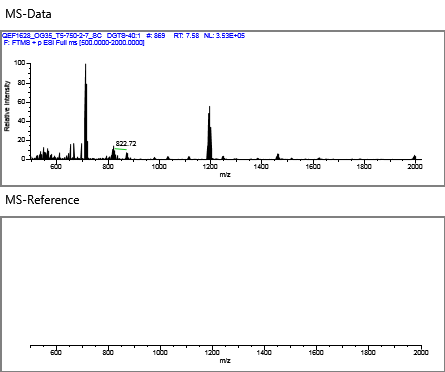 MS-Data
QEF1628_OG35_T5-750-2-7_BC DGTS-40:1 #: 869 RT: 7.58 NL: 3.53E+05
F: FTMS + p ESI Full ms [500.0000-2000.0000]
100
80
60
40
20
0
Relative Intensity
822.72
600 800 1000 1200 1400 1600 1800 2000
m/z
MS-Reference
600 800 1000 1200 1400 1600 1800 2000
m/z